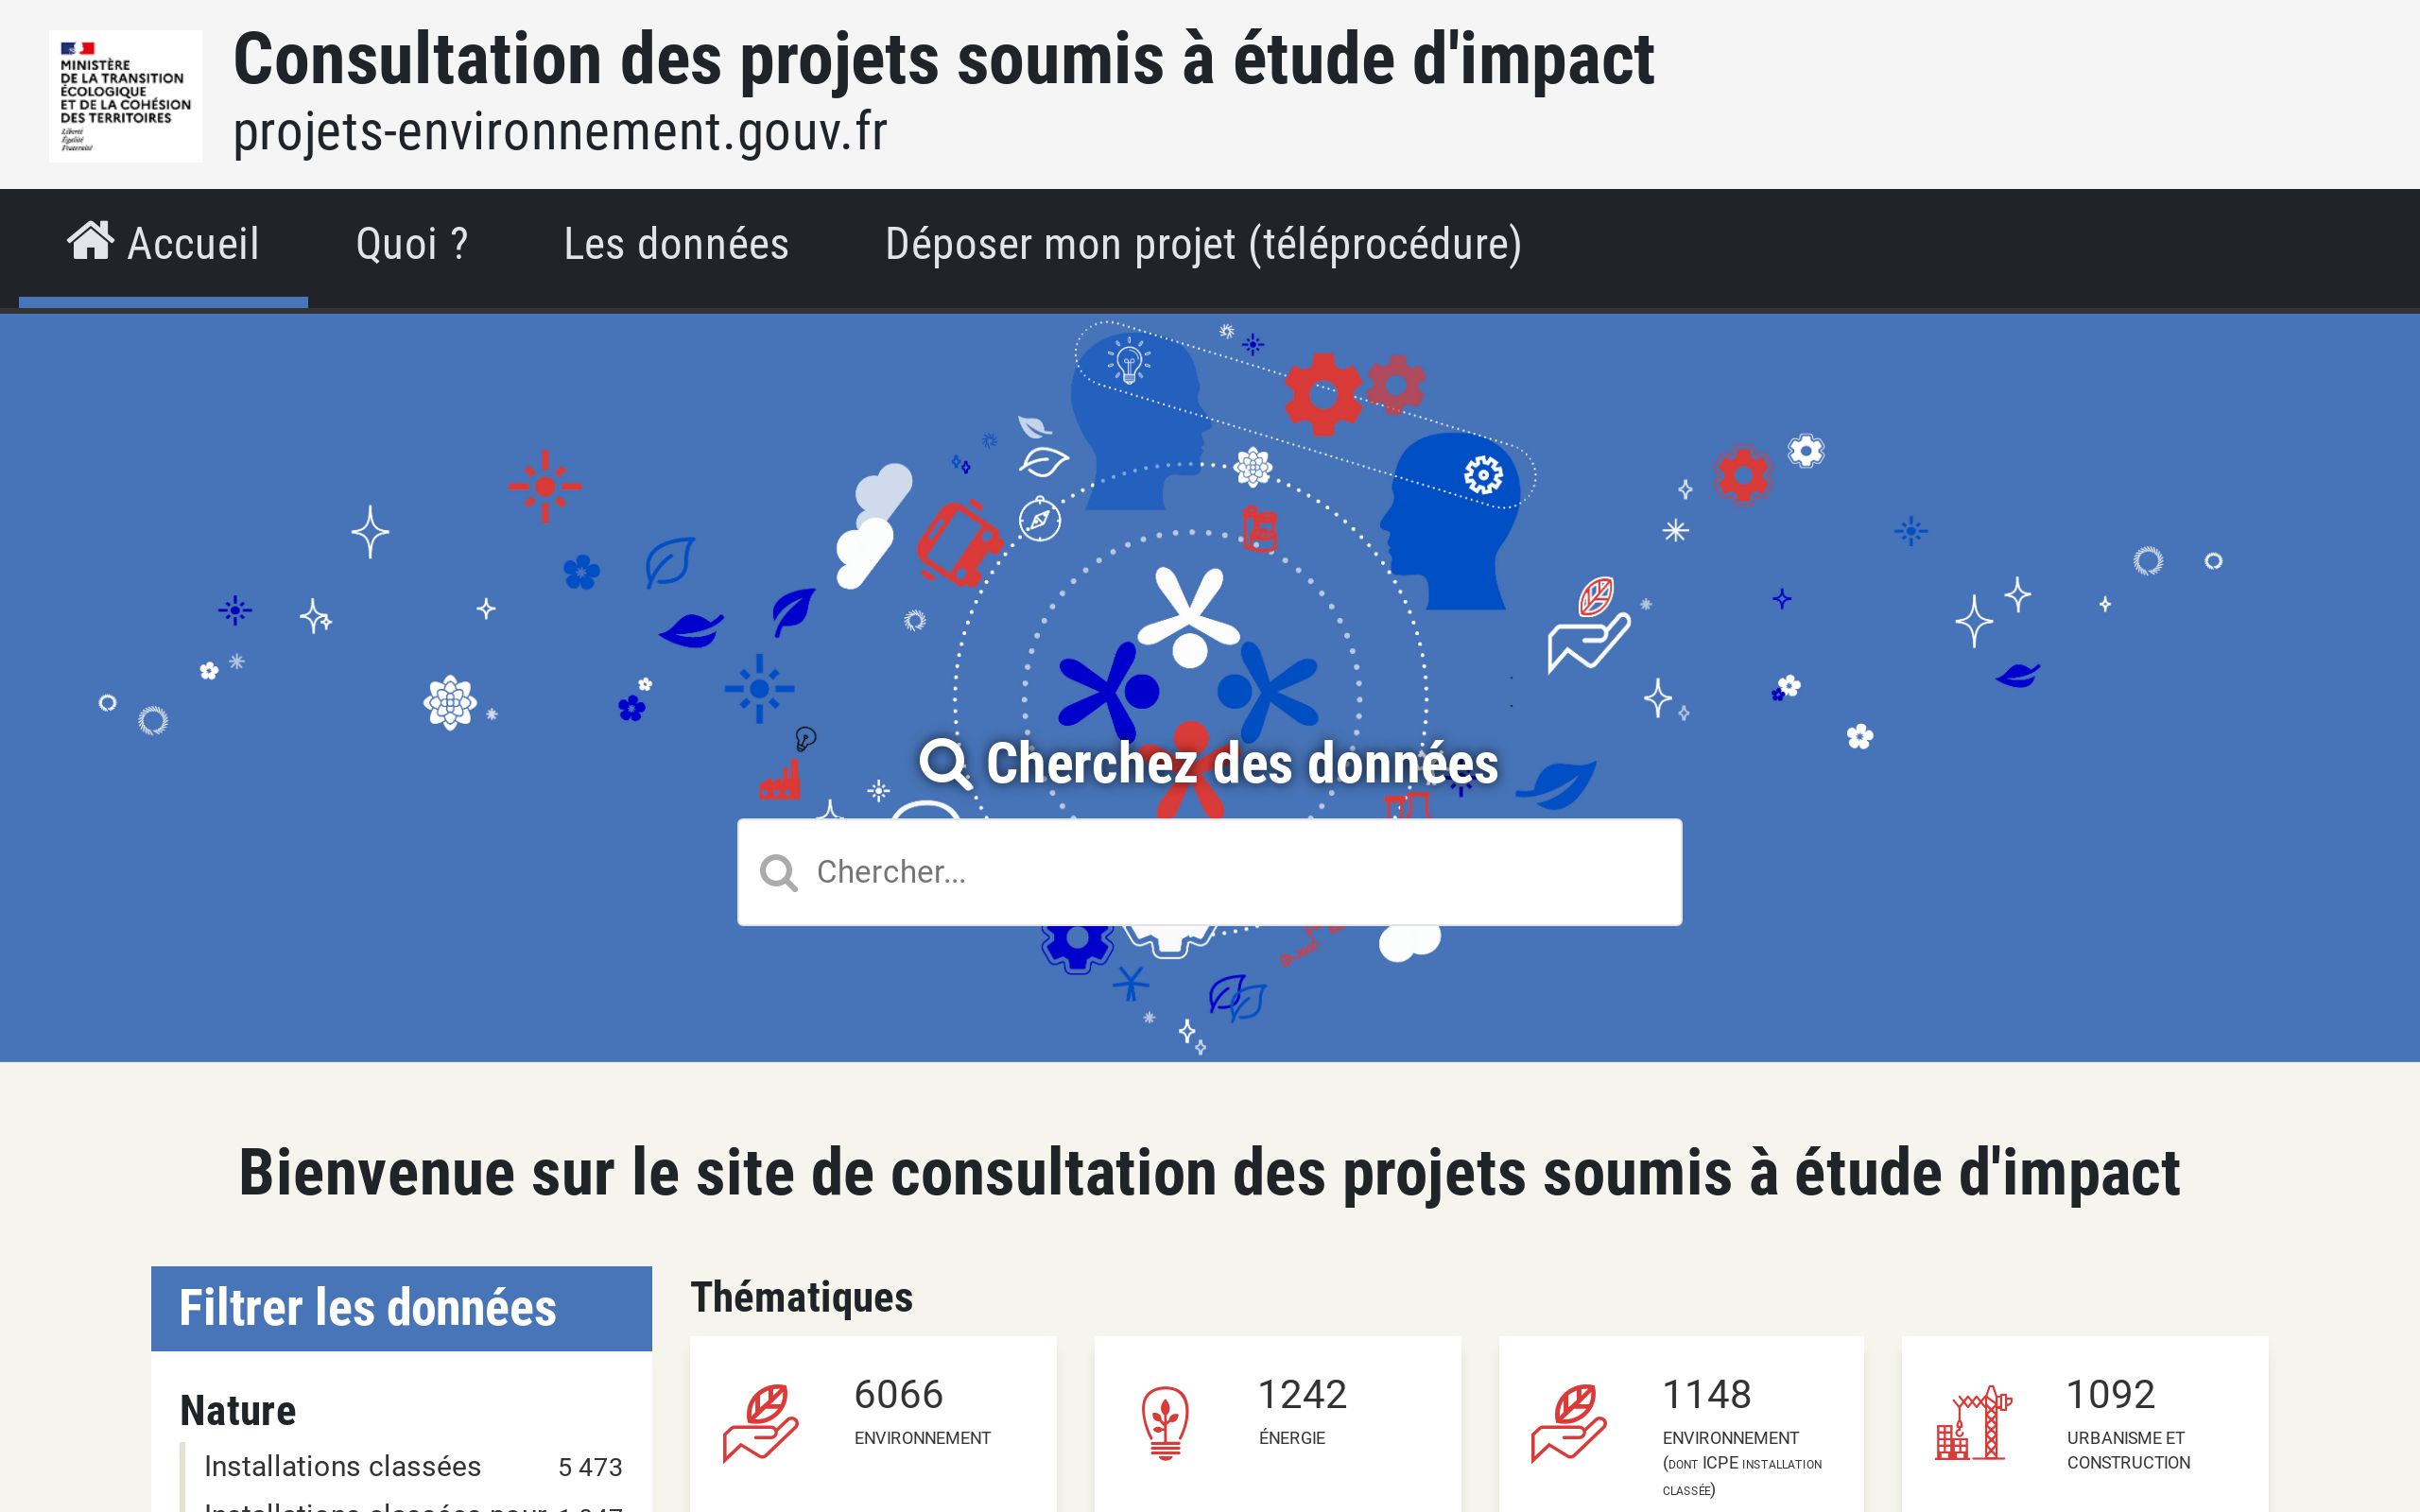 MINISTÈRE
DE LA TRANSITION
ÉCOLOGIQUE
ET DE LA COHÉSION
DES TERRITOIRES
Liberté
Égalité
Fraternité
Consultation des projets soumis à étude d'impact
projets-environnement.gouv.fr
Accueil
Quoi ?
Les données
Déposer mon projet (téléprocédure)
Cherchez des données
Chercher...
Bienvenue sur le site de consultation des projets soumis à étude d'impact
Filtrer les données
Nature
Installations classées 5 473
Installations classées pour
Thématiques
6066
ENVIRONNEMENT
1242
ÉNERGIE
1148
ENVIRONNEMENT
(DONT ICPE INSTALLATION
CLASSÉE)
1092
URBANISME ET
CONSTRUCTION